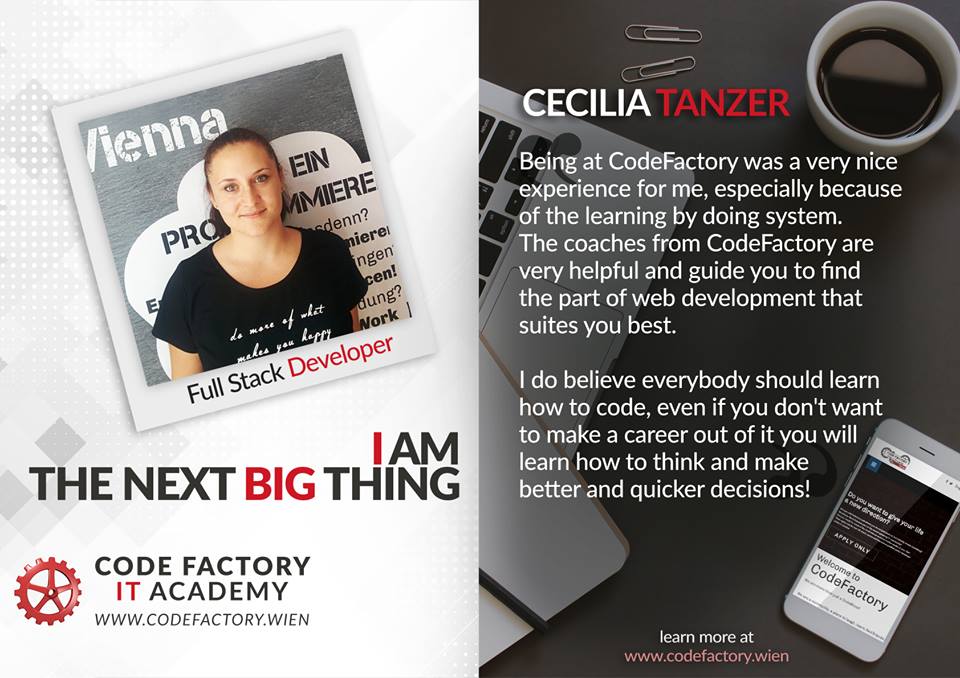 Vienna
EIN
PRO MMIERE
asdenn?
mieren
ingen
cen!
dung?
Work
do more of what
makes you happy
Full Stack Developer
I AM
THE NEXT BIG THING
CODE FACTORY
IT ACADEMY
WWW.CODEFACTORY.WIEN
CECILIA TANZER
Being at CodeFactory was a very nice
experience for me, especially because
of the learning by doing system.
The coaches from CodeFactory are
very helpful and guide you to find
the part of web development that
suites you best.
I do believe everybody should learn
how to code, even if you don't want
to make a career out of it you will
learn how to think and make
better and quicker decisions!
Do you want to give your life
a new direction?
APPLY ONLY
Welcome to
CodeFactory
learn more at
www.codefactory.wien